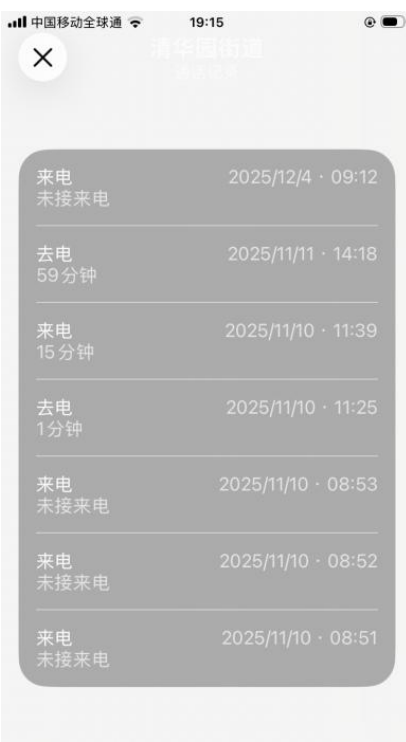 中国移动全球通 19:15
清华园街道
通话记录
来电 2025/12/4 · 09:12
未接来电
去电 2025/11/11 · 14:18
59分钟
来电 2025/11/10 · 11:39
15分钟
去电 2025/11/10 · 11:25
1分钟
来电 2025/11/10 · 08:53
未接来电
来电 2025/11/10 · 08:52
未接来电
来电 2025/11/10 · 08:51
未接来电